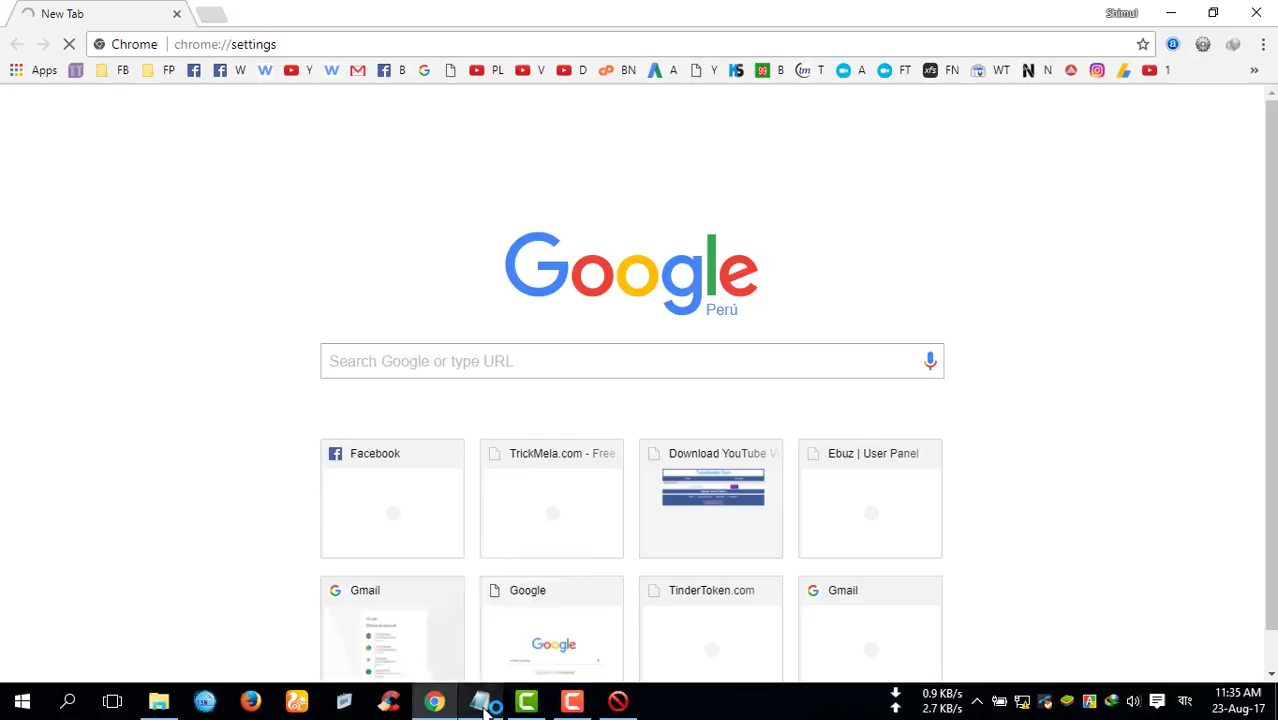 New Tab
Shimul
Chrome chrome://settings
Apps FB FP W Y B PL V D BN A Y B T A FT FN WT N 1 »
Google
Perú
Search Google or type URL
Facebook TrickMela.com - Free Download YouTube V Ebuz | User Panel
Gmail Google TinderToken.com Gmail
Google
0.9 KB/s
2.7 KB/s
বাং
11:35 AM
23-Aug-17